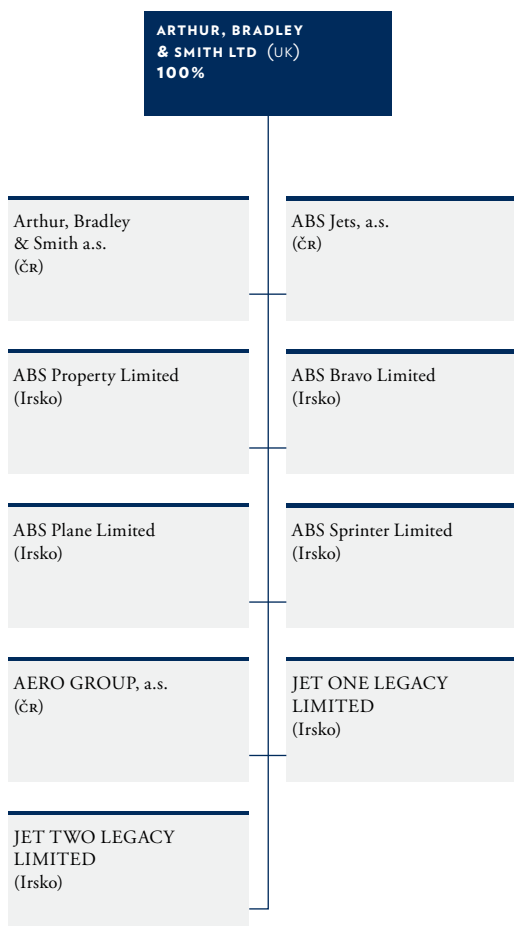 ARTHUR, BRADLEY
& SMITH LTD (UK)
100%
Arthur, Bradley
& Smith a.s.
(ČR)
ABS Jets, a.s.
(ČR)
ABS Property Limited
(Irsko)
ABS Bravo Limited
(Irsko)
ABS Plane Limited
(Irsko)
ABS Sprinter Limited
(Irsko)
AERO GROUP, a.s.
(ČR)
JET ONE LEGACY
LIMITED
(Irsko)
JET TWO LEGACY
LIMITED
(Irsko)